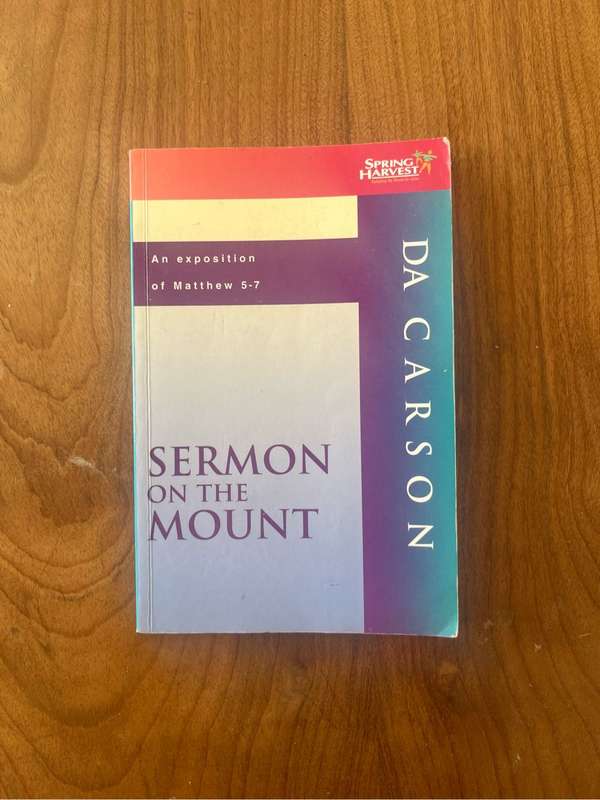 SPRING
HARVEST
An exposition
of Matthew 5-7
DA CARSON
SERMON
ON THE
MOUNT